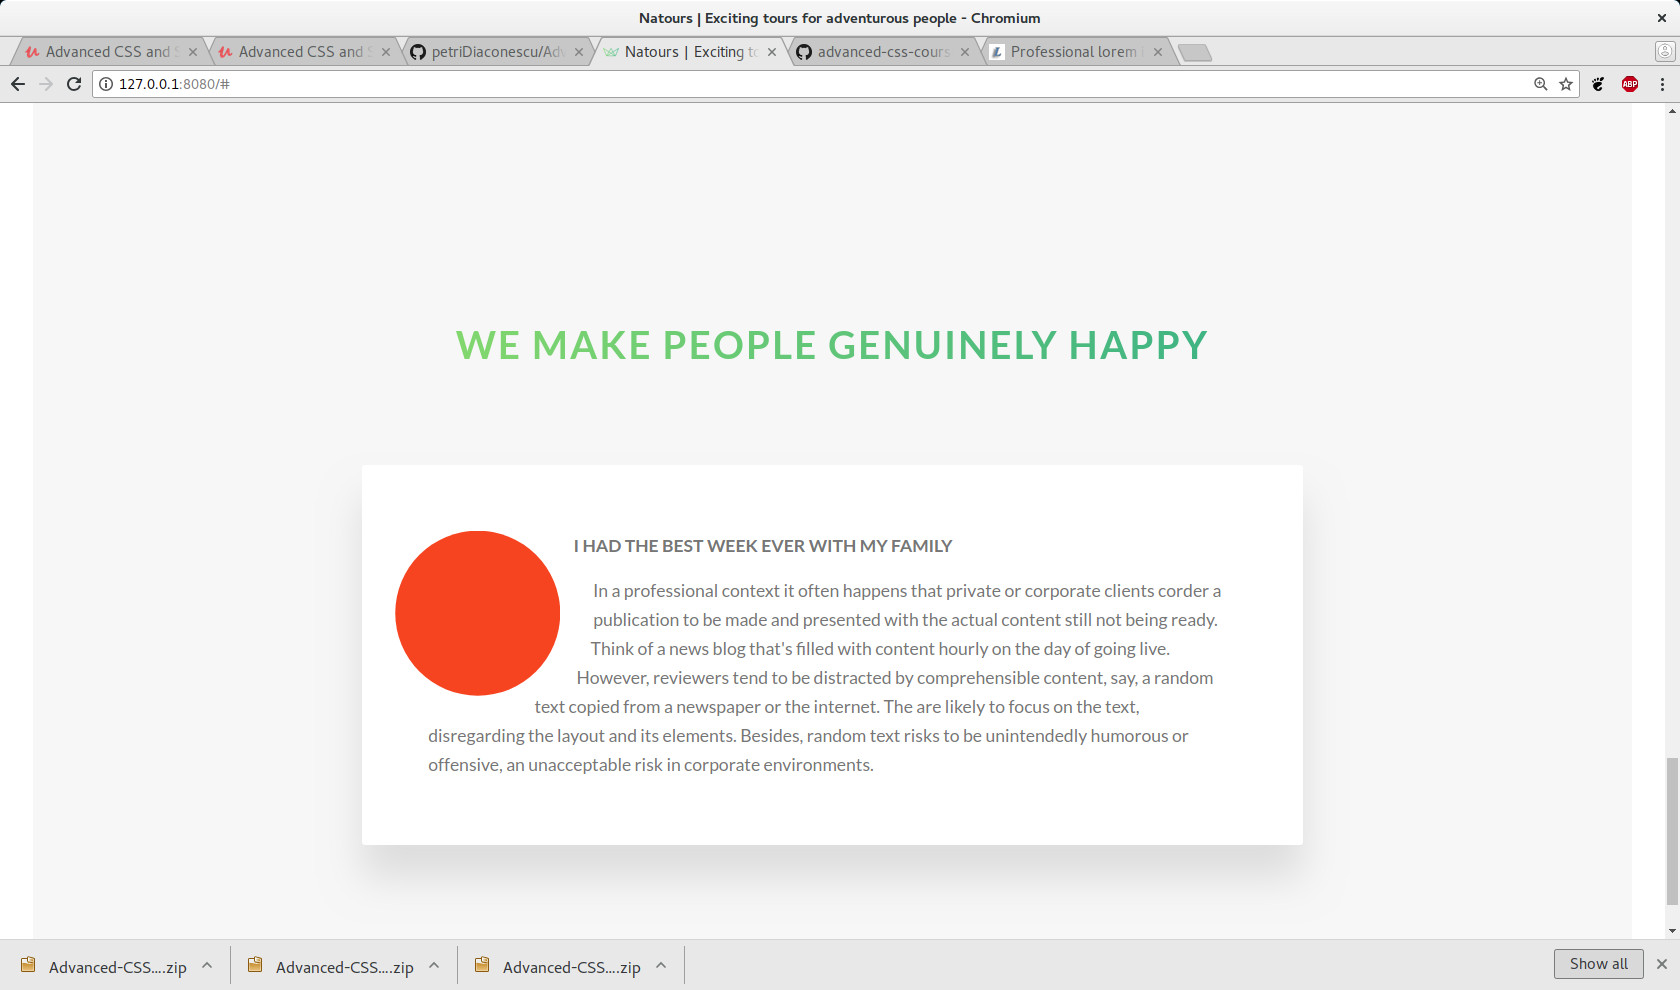 Natours | Exciting tours for adventurous people - Chromium
Advanced CSS and S
Advanced CSS and S
petriDiaconescu/Adv
Natours | Exciting to
advanced-css-cours
Professional lorem
127.0.0.1:8080/#
ABP
WE MAKE PEOPLE GENUINELY HAPPY
I HAD THE BEST WEEK EVER WITH MY FAMILY
In a professional context it often happens that private or corporate clients corder a
publication to be made and presented with the actual content still not being ready.
Think of a news blog that's filled with content hourly on the day of going live.
However, reviewers tend to be distracted by comprehensible content, say, a random
text copied from a newspaper or the internet. The are likely to focus on the text,
disregarding the layout and its elements. Besides, random text risks to be unintendedly humorous or
offensive, an unacceptable risk in corporate environments.
Advanced-CSS....zip
Advanced-CSS....zip
Advanced-CSS....zip
Show all